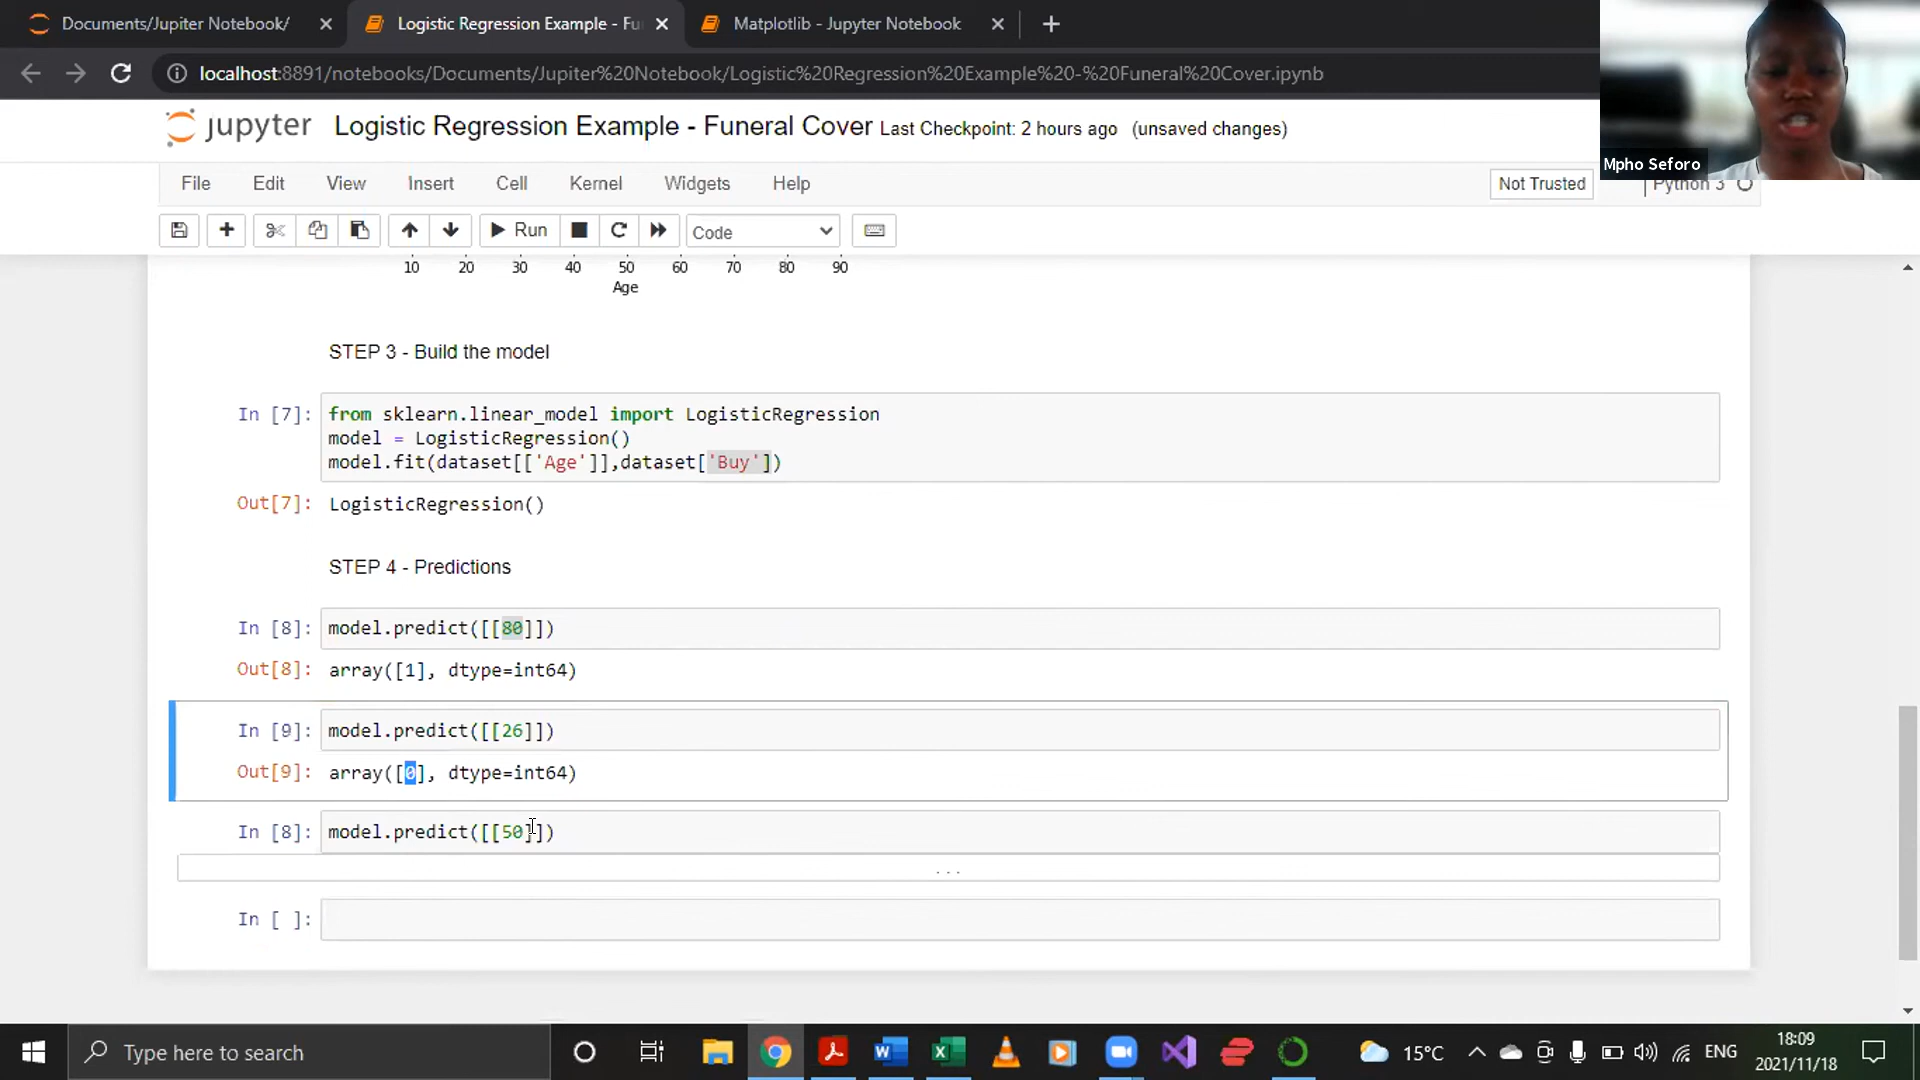 Documents/Jupiter Notebook/
Logistic Regression Example - Fu
Matplotlib - Jupyter Notebook
localhost:8891/notebooks/Documents/Jupiter%20Notebook/Logistic%20Regression%20Example%20-%20Funeral%20Cover.ipynb
jupyter Logistic Regression Example - Funeral Cover Last Checkpoint: 2 hours ago (unsaved changes)
Mpho Seforo
File Edit View Insert Cell Kernel Widgets Help
Not Trusted
Python 3
Run
Code
10 20 30 40 50 60 70 80 90
Age
STEP 3 - Build the model
In [7]: from sklearn.linear_model import LogisticRegression
model = LogisticRegression()
model.fit(dataset[['Age']],dataset['Buy'])
Out[7]: LogisticRegression()
STEP 4 - Predictions
In [8]: model.predict([[80]])
Out[8]: array([1], dtype=int64)
In [9]: model.predict([[26]])
Out[9]: array([0], dtype=int64)
In [8]: model.predict([[50]])
...
In [ ]:
Type here to search
15°C
ENG
18:09
2021/11/18